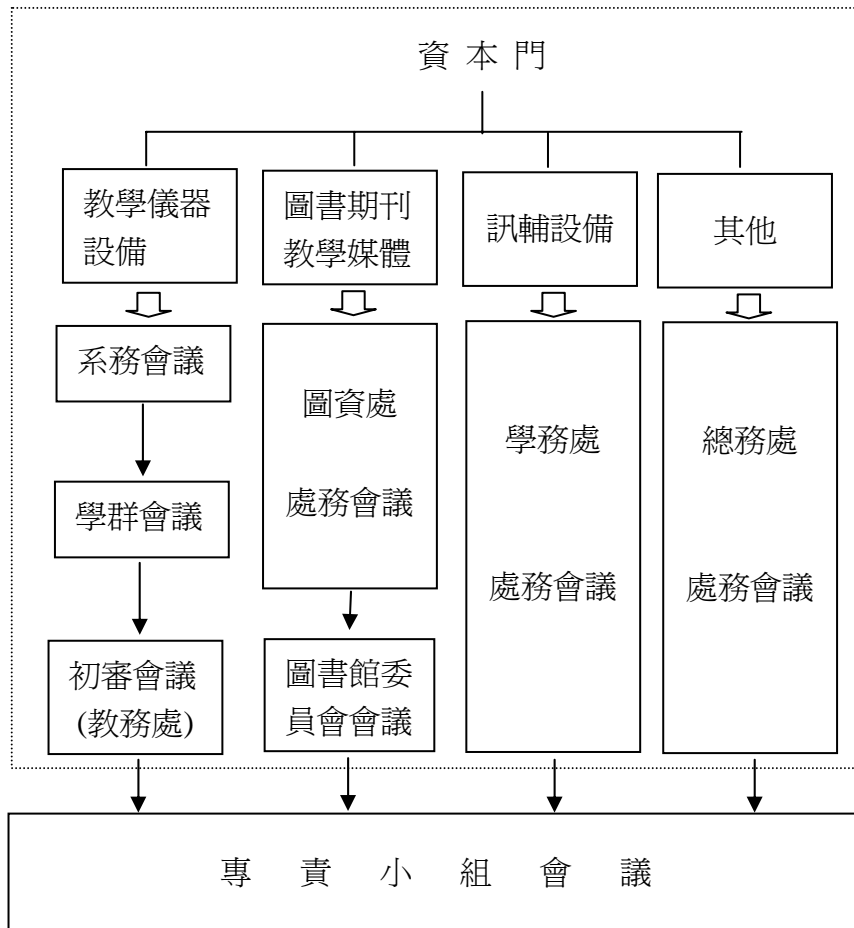 資本門
教學儀器
設備
圖書期刊
教學媒體
訊輔設備
其他
系務會議
學群會議
初審會議
(教務處)
圖資處
處務會議
圖書館委
員會會議
學務處
處務會議
總務處
處務會議
專責小組會議